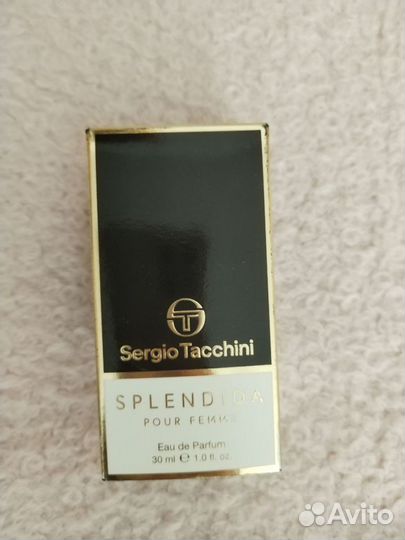 Sergio Tacchini
SPLENDIDA
POUR FEMME
Eau de Parfum
30 ml ℮ 1.0 fl. oz.
Avito